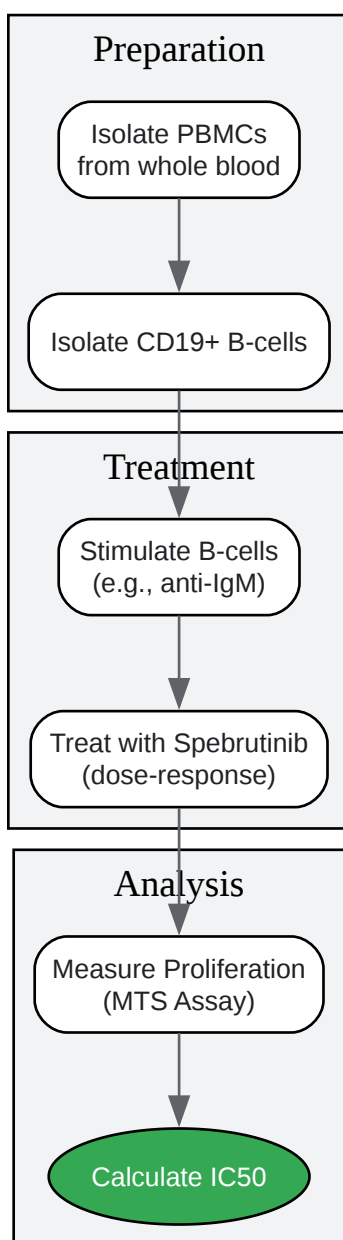 Preparation
Isolate PBMCs
from whole blood
Isolate CD19+ B-cells
Treatment
Stimulate B-cells
(e.g., anti-IgM)
Treat with Spebrutinib
(dose-response)
Analysis
Measure Proliferation
(MTS Assay)
Calculate IC50